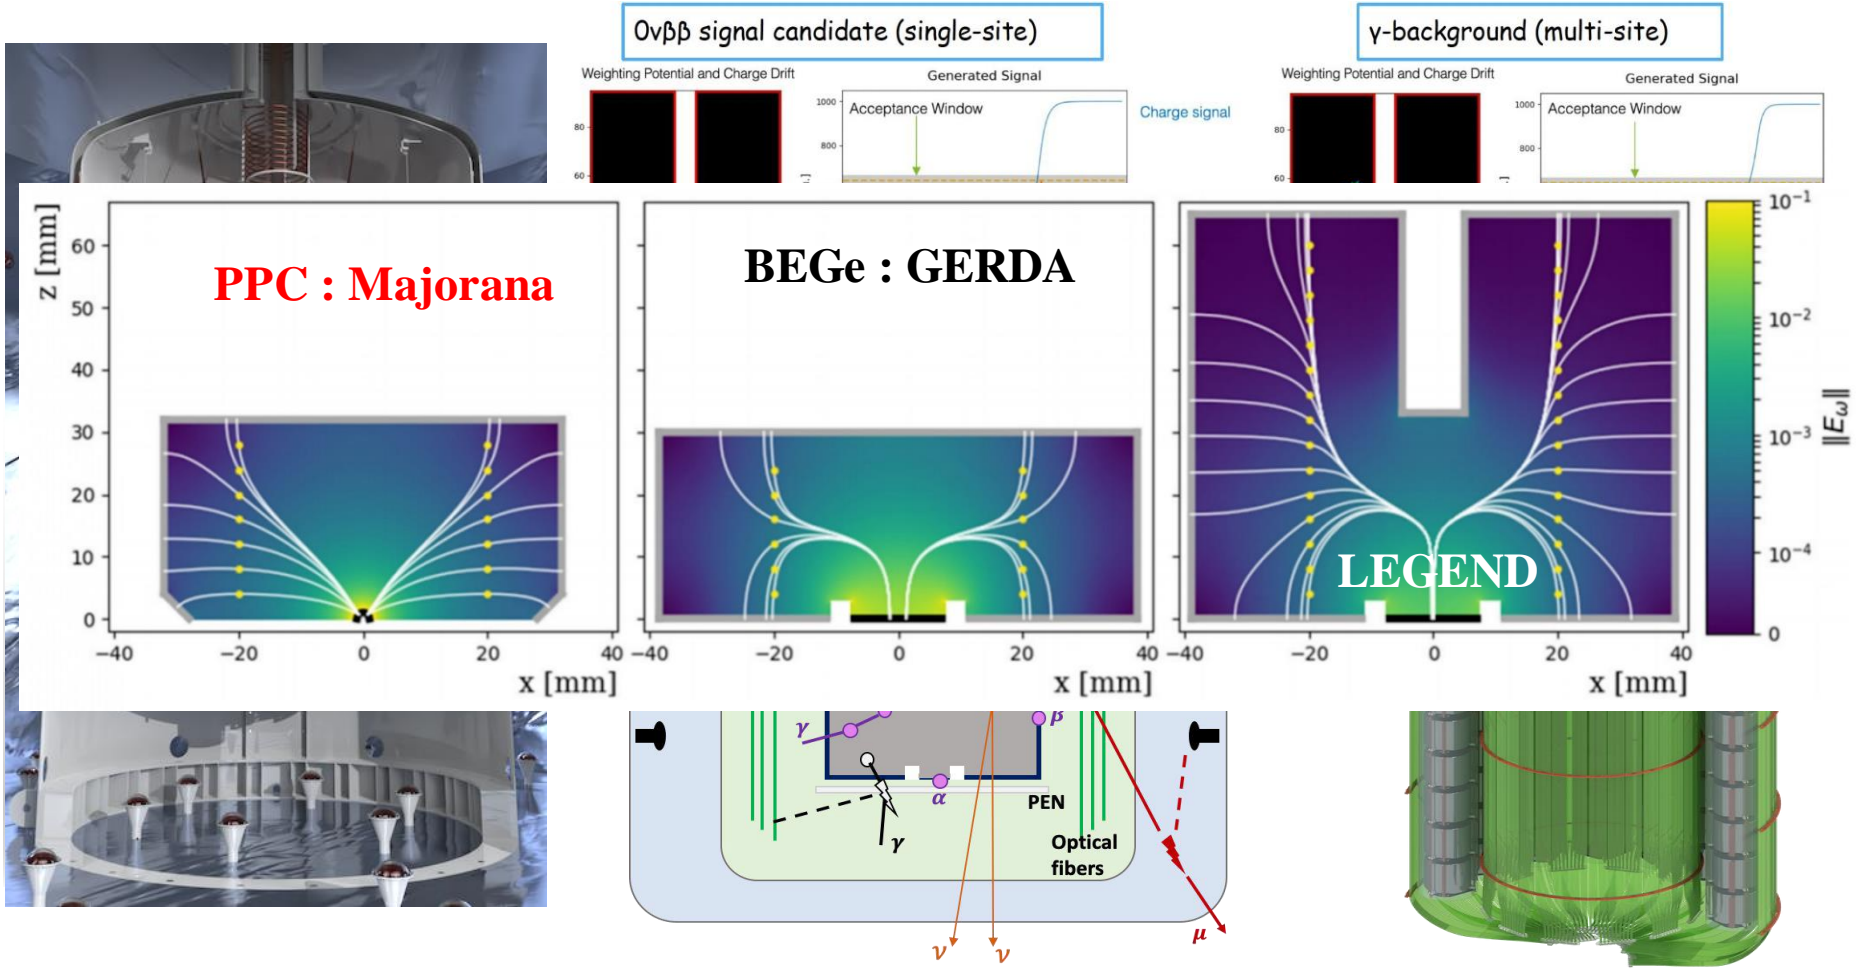 0νββ signal candidate (single-site)
γ-background (multi-site)
Weighting Potential and Charge Drift
Generated Signal
Weighting Potential and Charge Drift
Generated Signal
80
60
1000
800
Acceptance Window
Charge signal
80
60
1000
800
Acceptance Window
z [mm]
60
50
40
30
20
10
0
PPC : Majorana
BEGe : GERDA
LEGEND
−40
−20
0
20
40
x [mm]
−40
−20
0
20
40
x [mm]
−40
−20
0
20
40
x [mm]
10⁻¹
10⁻²
10⁻³
10⁻⁴
0
‖E_ω‖
γ
β
α
PEN
γ
Optical
fibers
ν
ν
μ